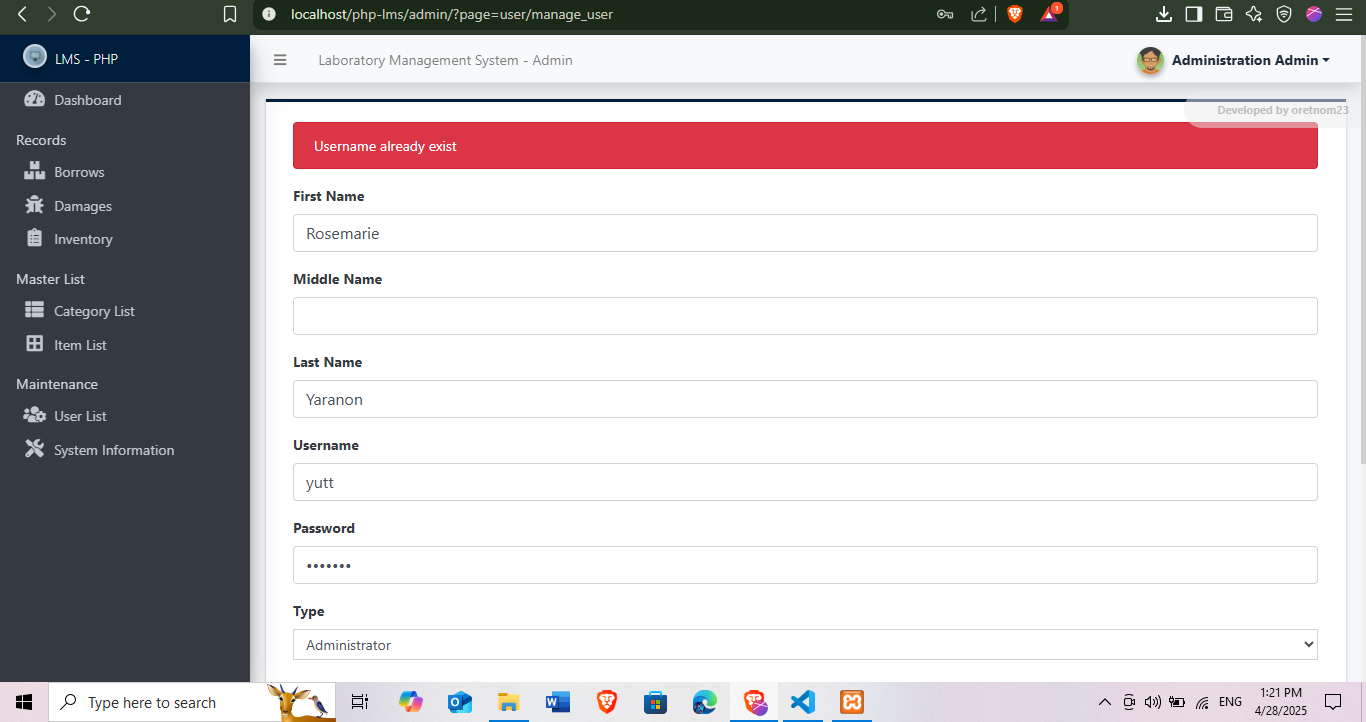 localhost/php-lms/admin/?page=user/manage_user
1
LMS - PHP
Laboratory Management System - Admin
Administration Admin
Developed by oretnom23
Dashboard
Records
Borrows
Damages
Inventory
Master List
Category List
Item List
Maintenance
User List
System Information
Username already exist
First Name
Rosemarie
Middle Name
Last Name
Yaranon
Username
yutt
Password
•••••••
Type
Administrator
Type here to search
ENG
1:21 PM
4/28/2025